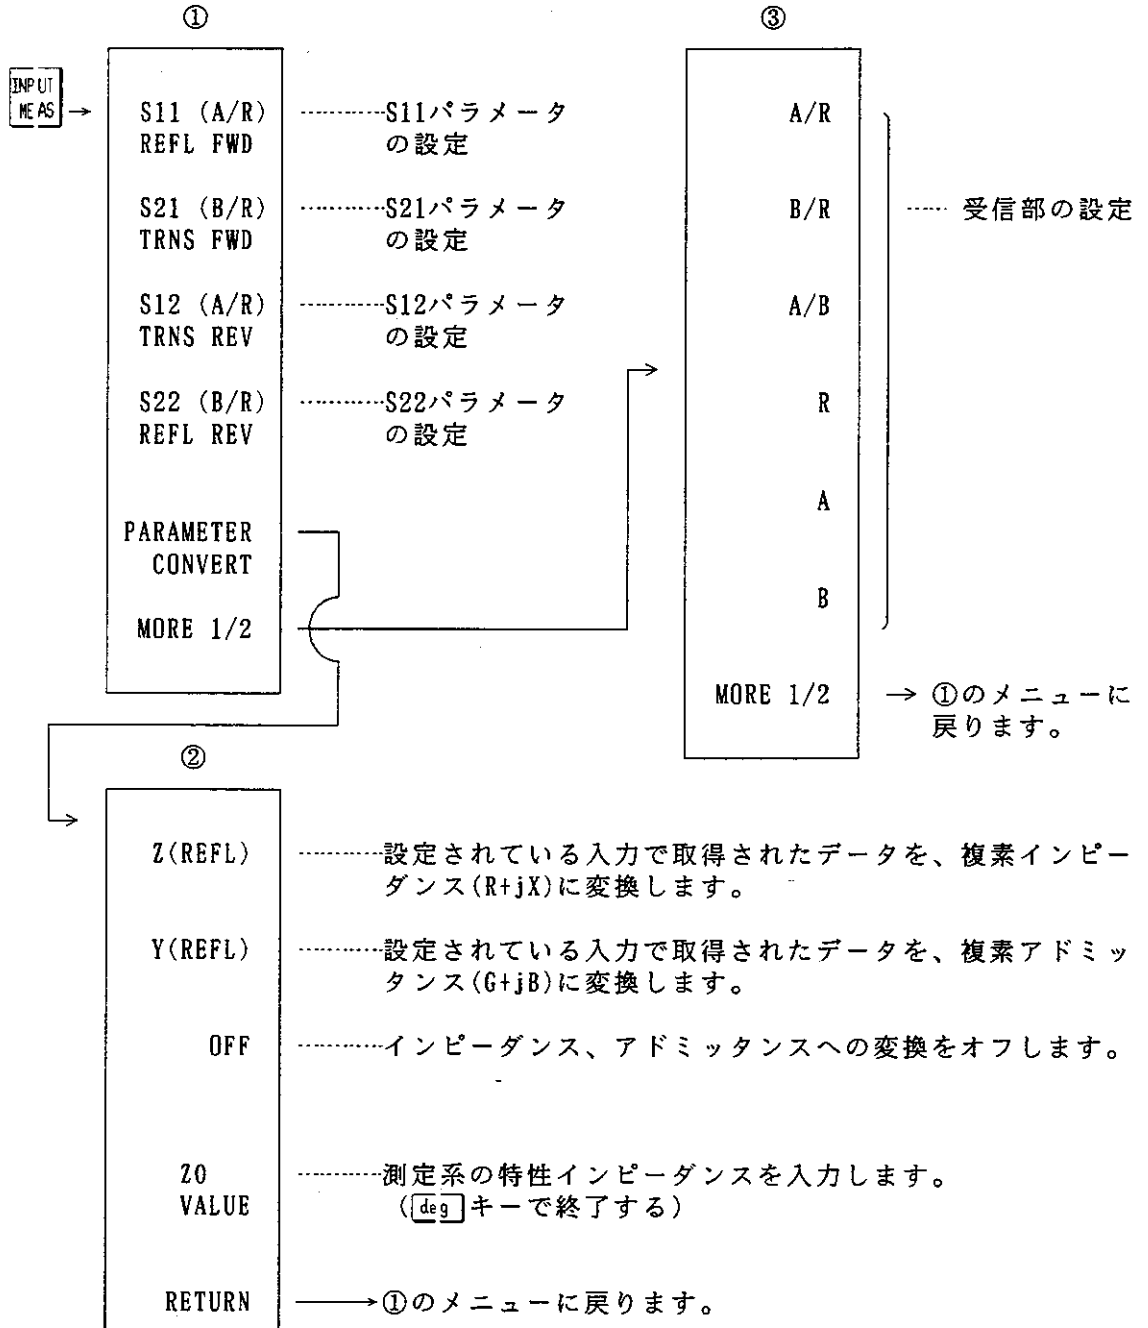 ①
INPUT
MEAS
→
S11 (A/R) ………S11パラメータ
REFL FWD の設定
S21 (B/R) ………S21パラメータ
TRNS FWD の設定
S12 (A/R) ………S12パラメータ
TRNS REV の設定
S22 (B/R) ………S22パラメータ
REFL REV の設定
PARAMETER
CONVERT
MORE 1/2
③
A/R
B/R …… 受信部の設定
A/B
R
A
B
MORE 1/2 → ①のメニューに
戻ります。
②
Z(REFL) ………設定されている入力で取得されたデータを、複素インピー
ダンス(R+jX)に変換します。
Y(REFL) ………設定されている入力で取得されたデータを、複素アドミッ
タンス(G+jB)に変換します。
OFF ………インピーダンス、アドミッタンスへの変換をオフします。
Z0 ………測定系の特性インピーダンスを入力します。
VALUE (degキーで終了する)
RETURN →①のメニューに戻ります。